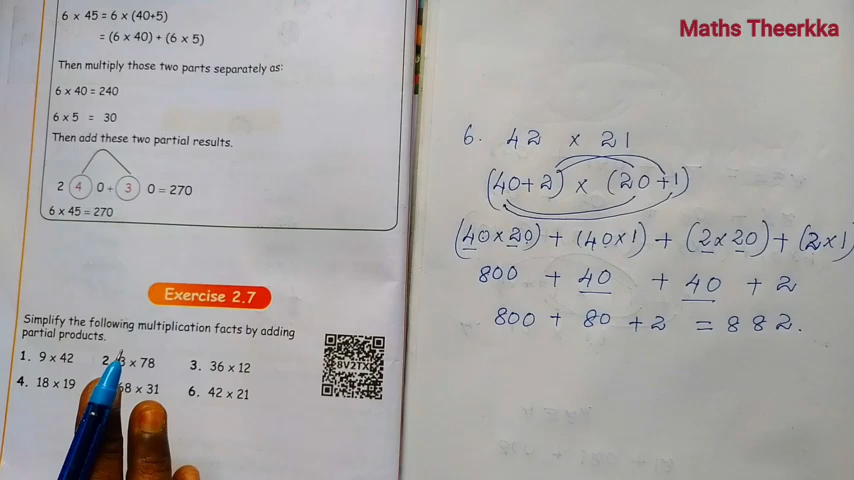 Maths Theerkka
6 × 45 = 6 × (40+5)
= (6 × 40) + (6 × 5)
Then multiply those two parts separately as:
6 × 40 = 240
6 × 5 = 30
Then add these two partial results.
2 4 0 + 3 0 = 270
6 × 45 = 270
Exercise 2.7
Simplify the following multiplication facts by adding
partial products.
1. 9 × 42 2. × 78 3. 36 × 12
4. 18 × 19 68 × 31 6. 42 × 21
8V2TX
6. 42 × 21
(40+2) × (20+1)
(40×20) + (40×1) + (2×20) + (2×1)
800 + 40 + 40 + 2
800 + 80 + 2 = 882.